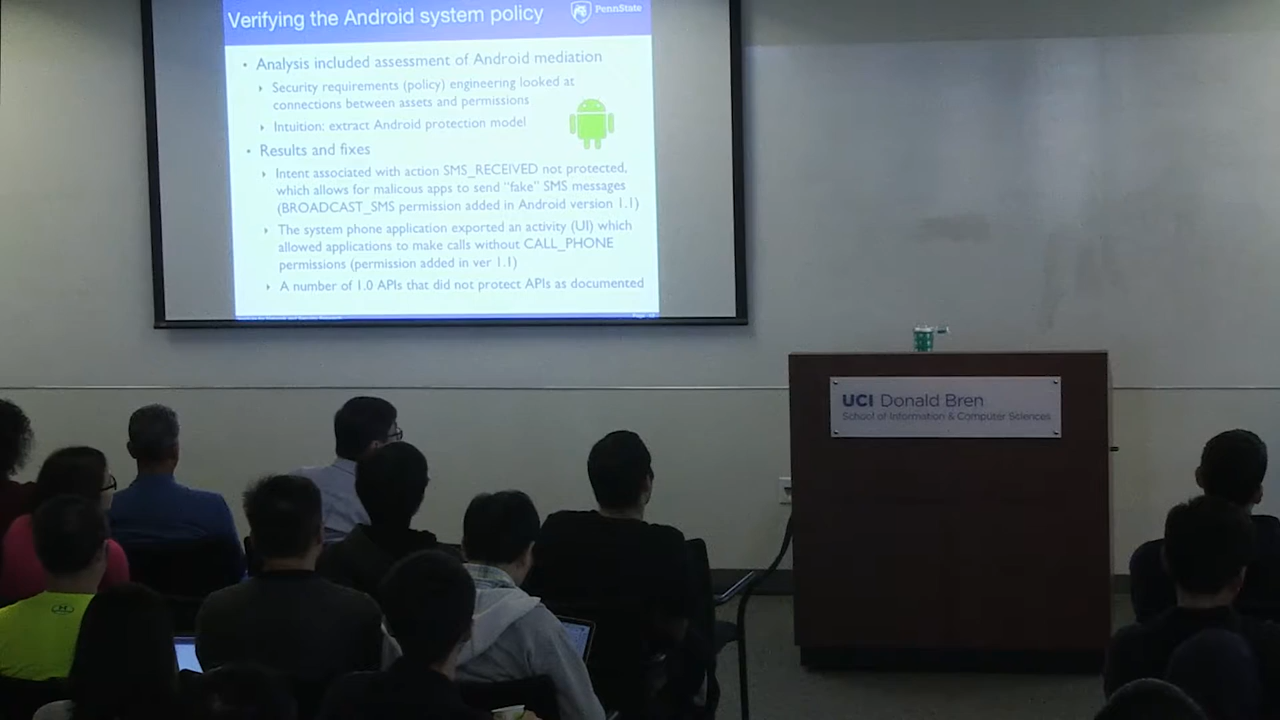 Verifying the Android system policy
PennState
Analysis included assessment of Android mediation
Security requirements (policy) engineering looked at
connections between assets and permissions
Intuition: extract Android protection model
Results and fixes
Intent associated with action SMS_RECEIVED not protected,
which allows for malicous apps to send "fake" SMS messages
(BROADCAST_SMS permission added in Android version 1.1)
The system phone application exported an activity (UI) which
allowed applications to make calls without CALL_PHONE
permissions (permission added in ver 1.1)
A number of 1.0 APIs that did not protect APIs as documented
Page
UCI Donald Bren
School of Information & Computer Sciences